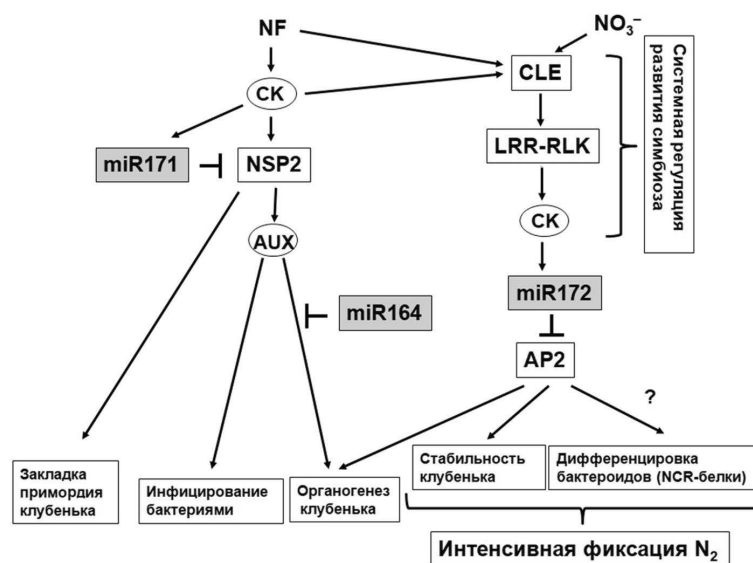 NF
NO₃⁻
CK
CLE
miR171
NSP2
LRR-RLK
AUX
CK
miR164
miR172
AP2
?
Системная регуляция
развития симбиоза
Закладка
примордия
клубенька
Инфицирование
бактериями
Органогенез
клубенька
Стабильность
клубенька
Дифференцировка
бактероидов (NCR-белки)
Интенсивная фиксация N₂